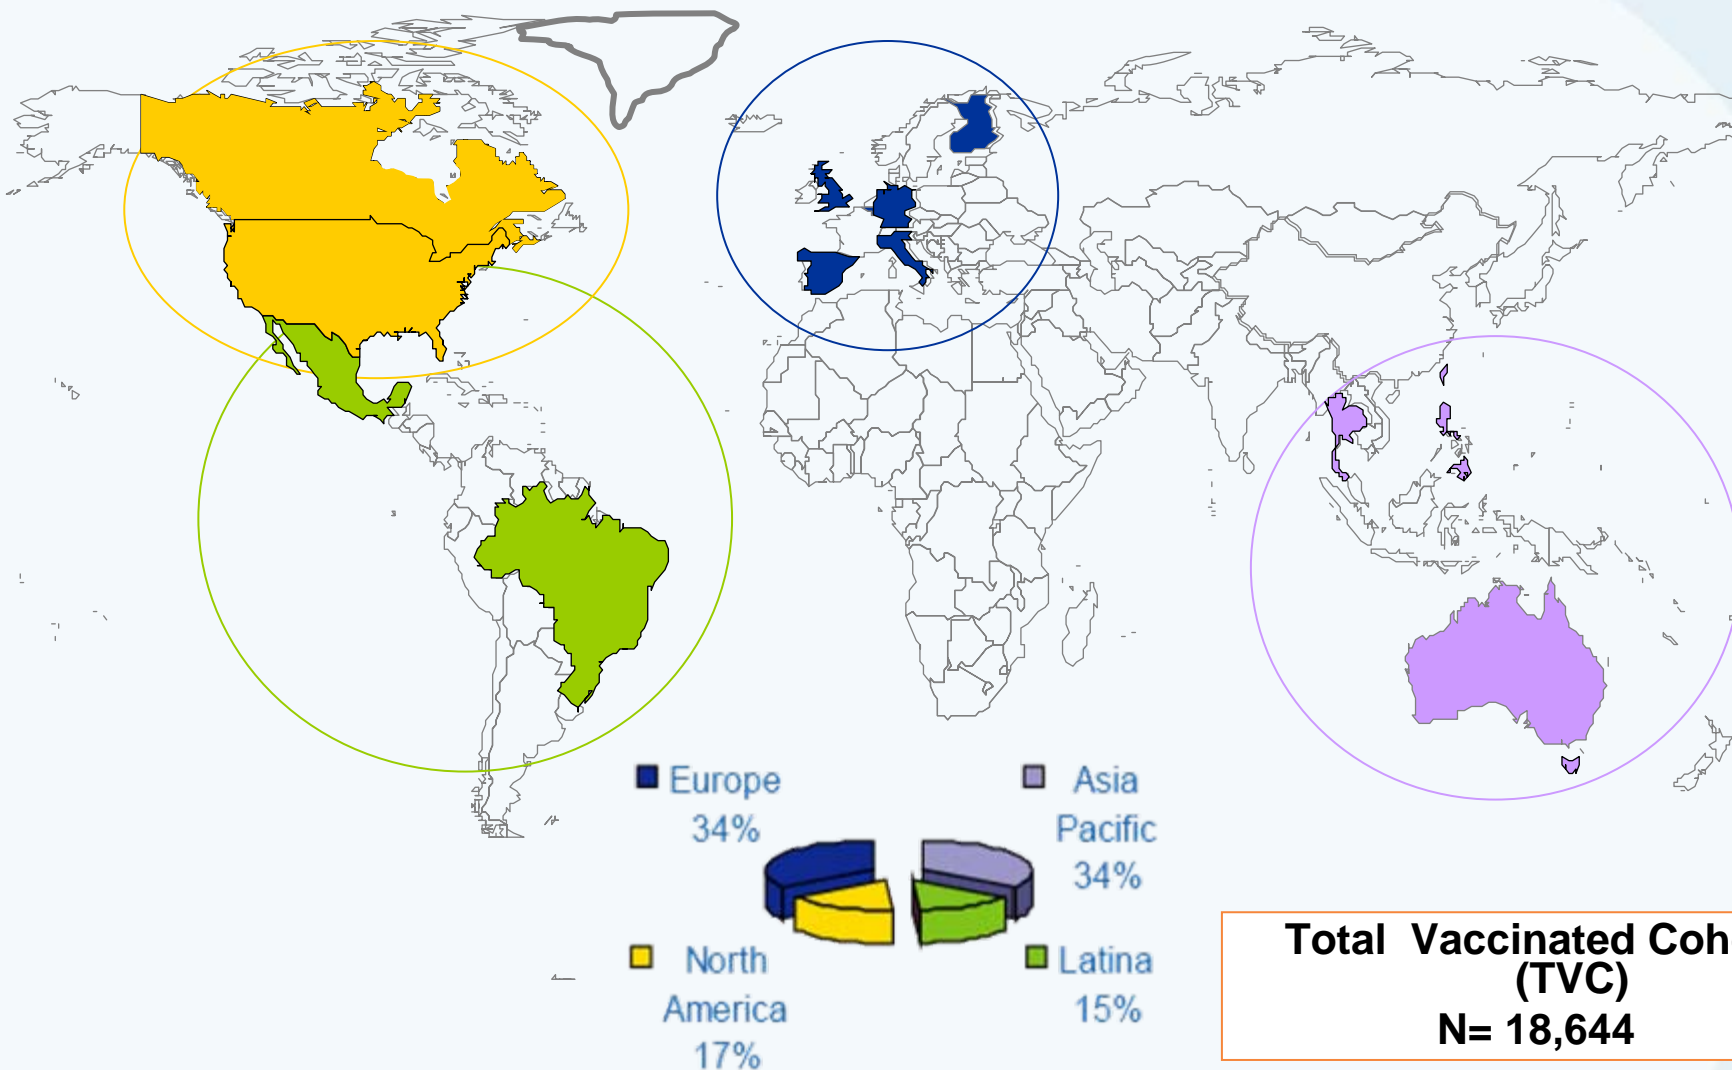 Europe
34%
Asia
Pacific
34%
North
America
17%
Latina
15%
Total Vaccinated Coh
(TVC)
N= 18,644